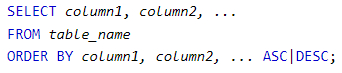 SELECT column1, column2, ...
FROM table_name
ORDER BY column1, column2, ... ASC|DESC;